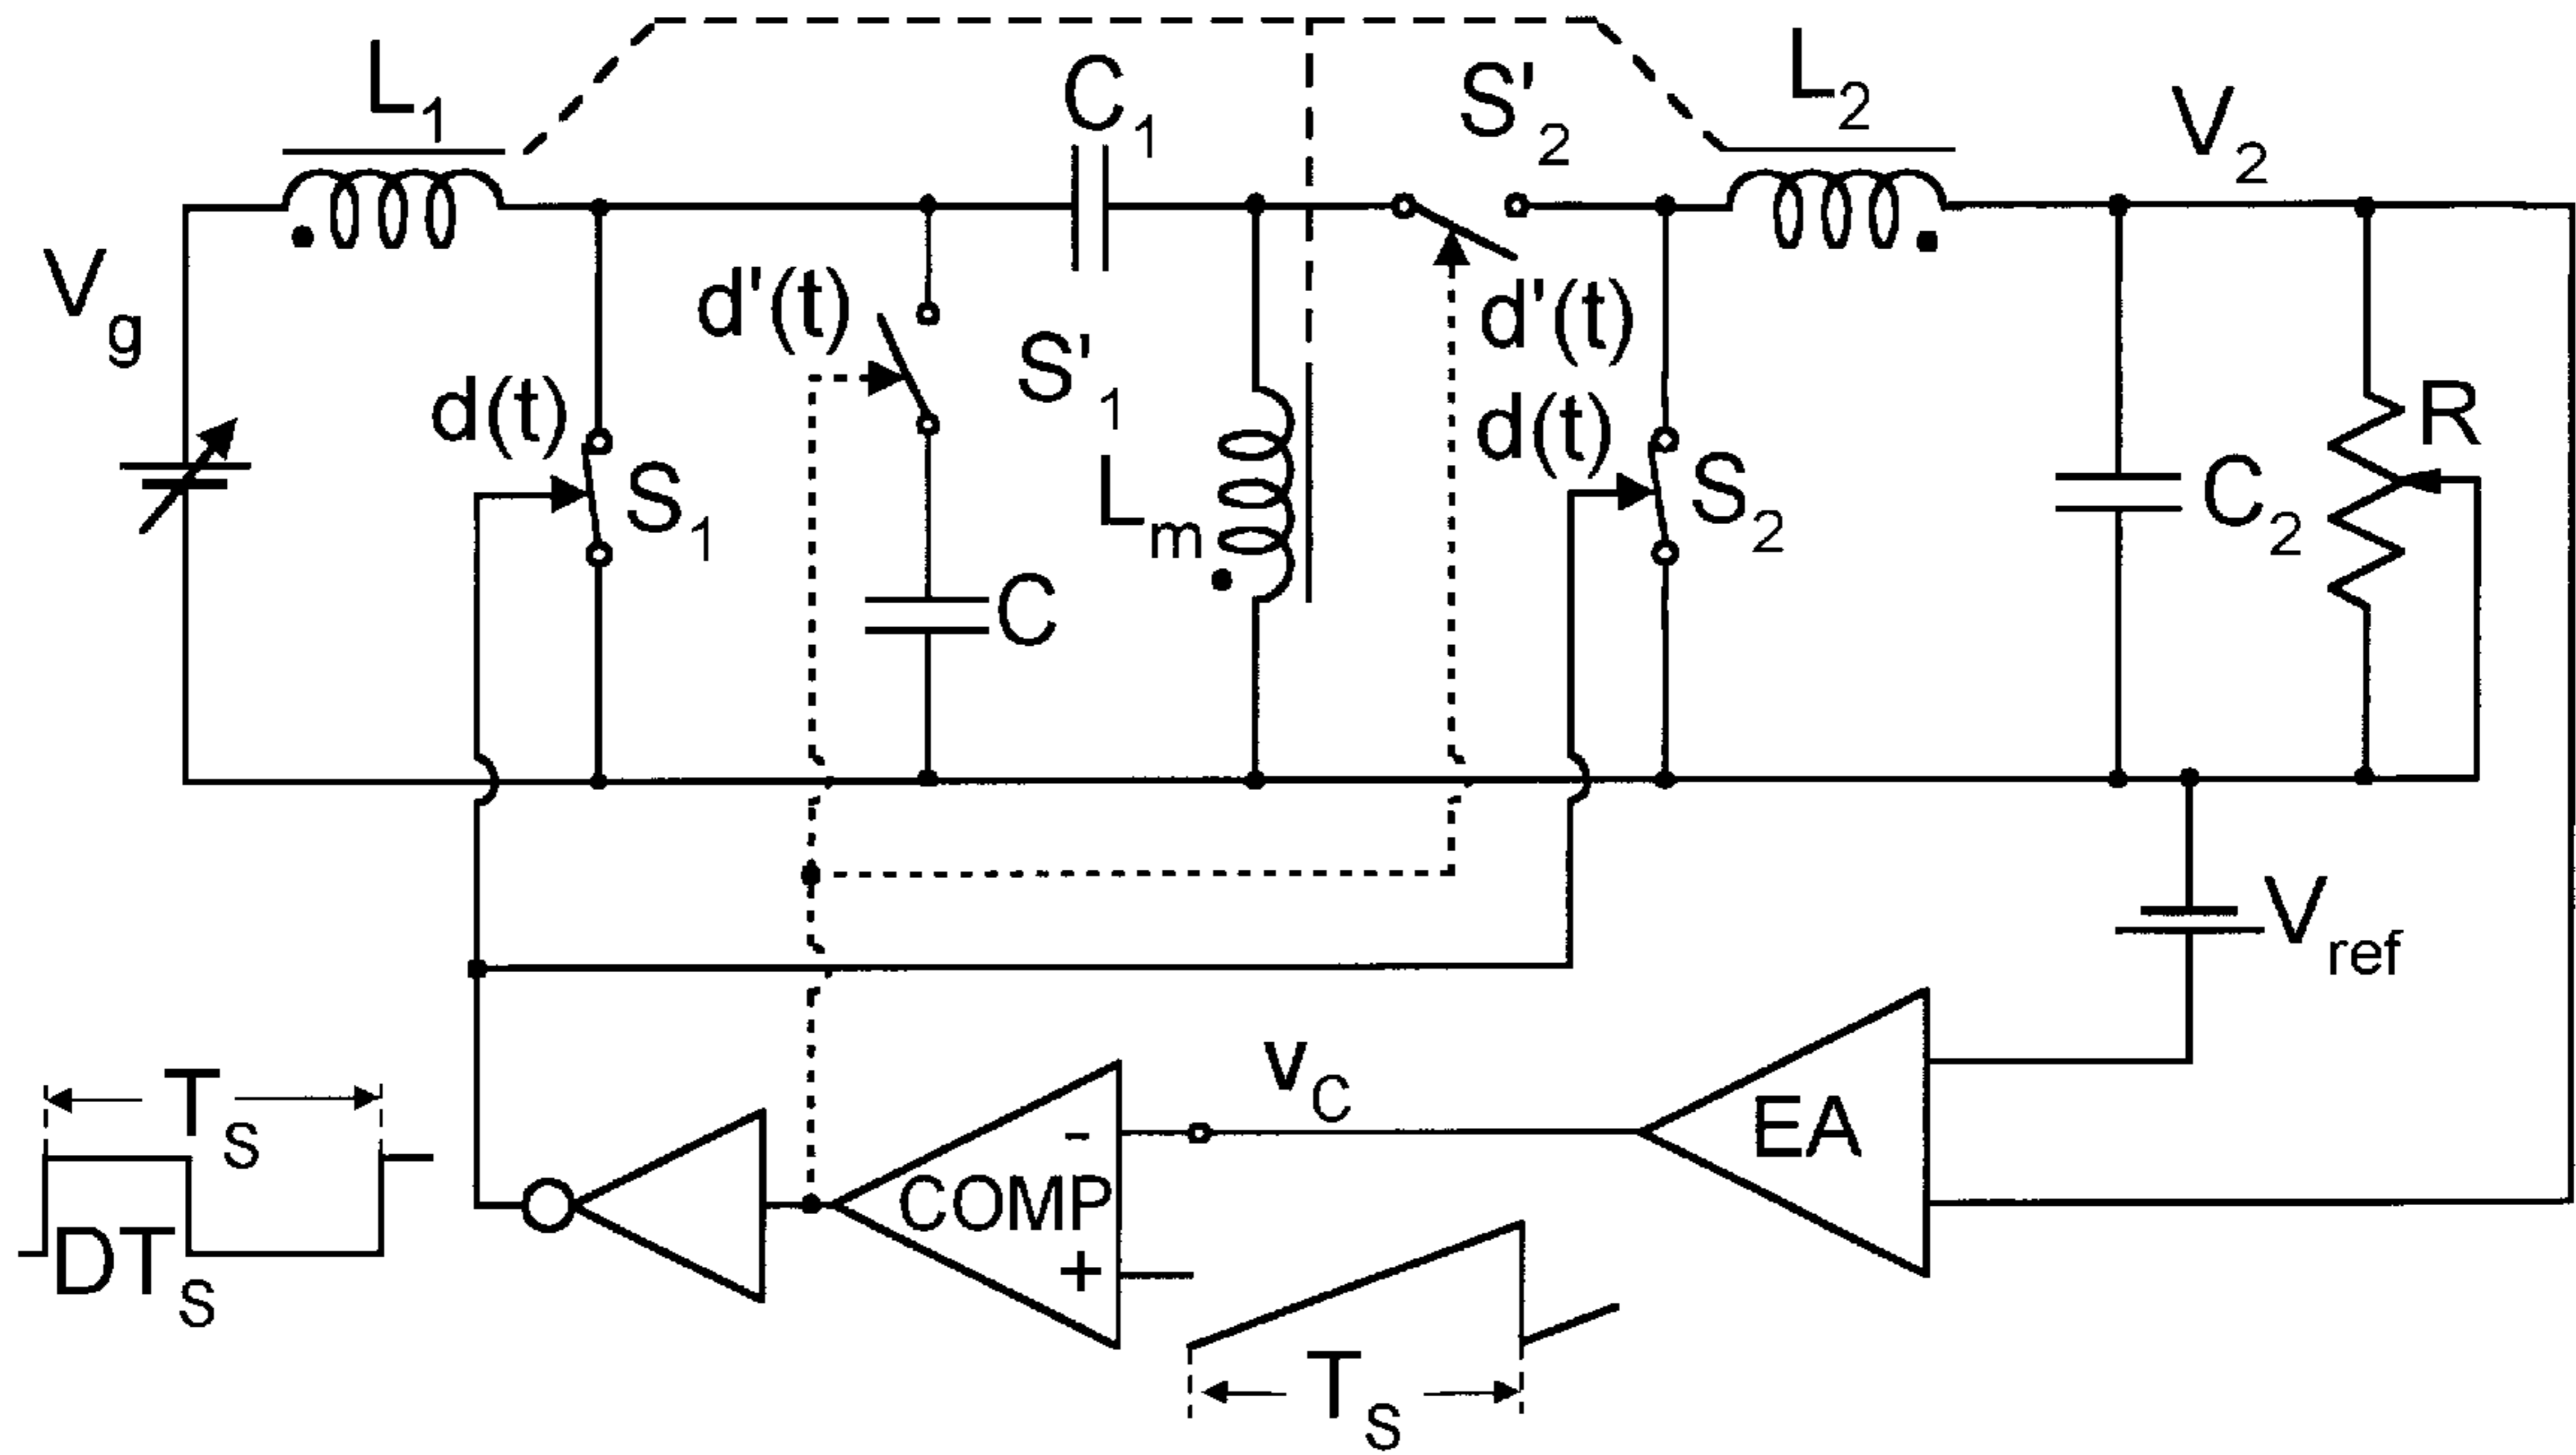 L1
C1
S'2
L2
V2
Vg
d'(t)
S'1
d'(t)
d(t)
d(t)
R
S1
Lm
S2
C2
C
Vref
vC
TS
EA
COMP
-
+
DTS
TS